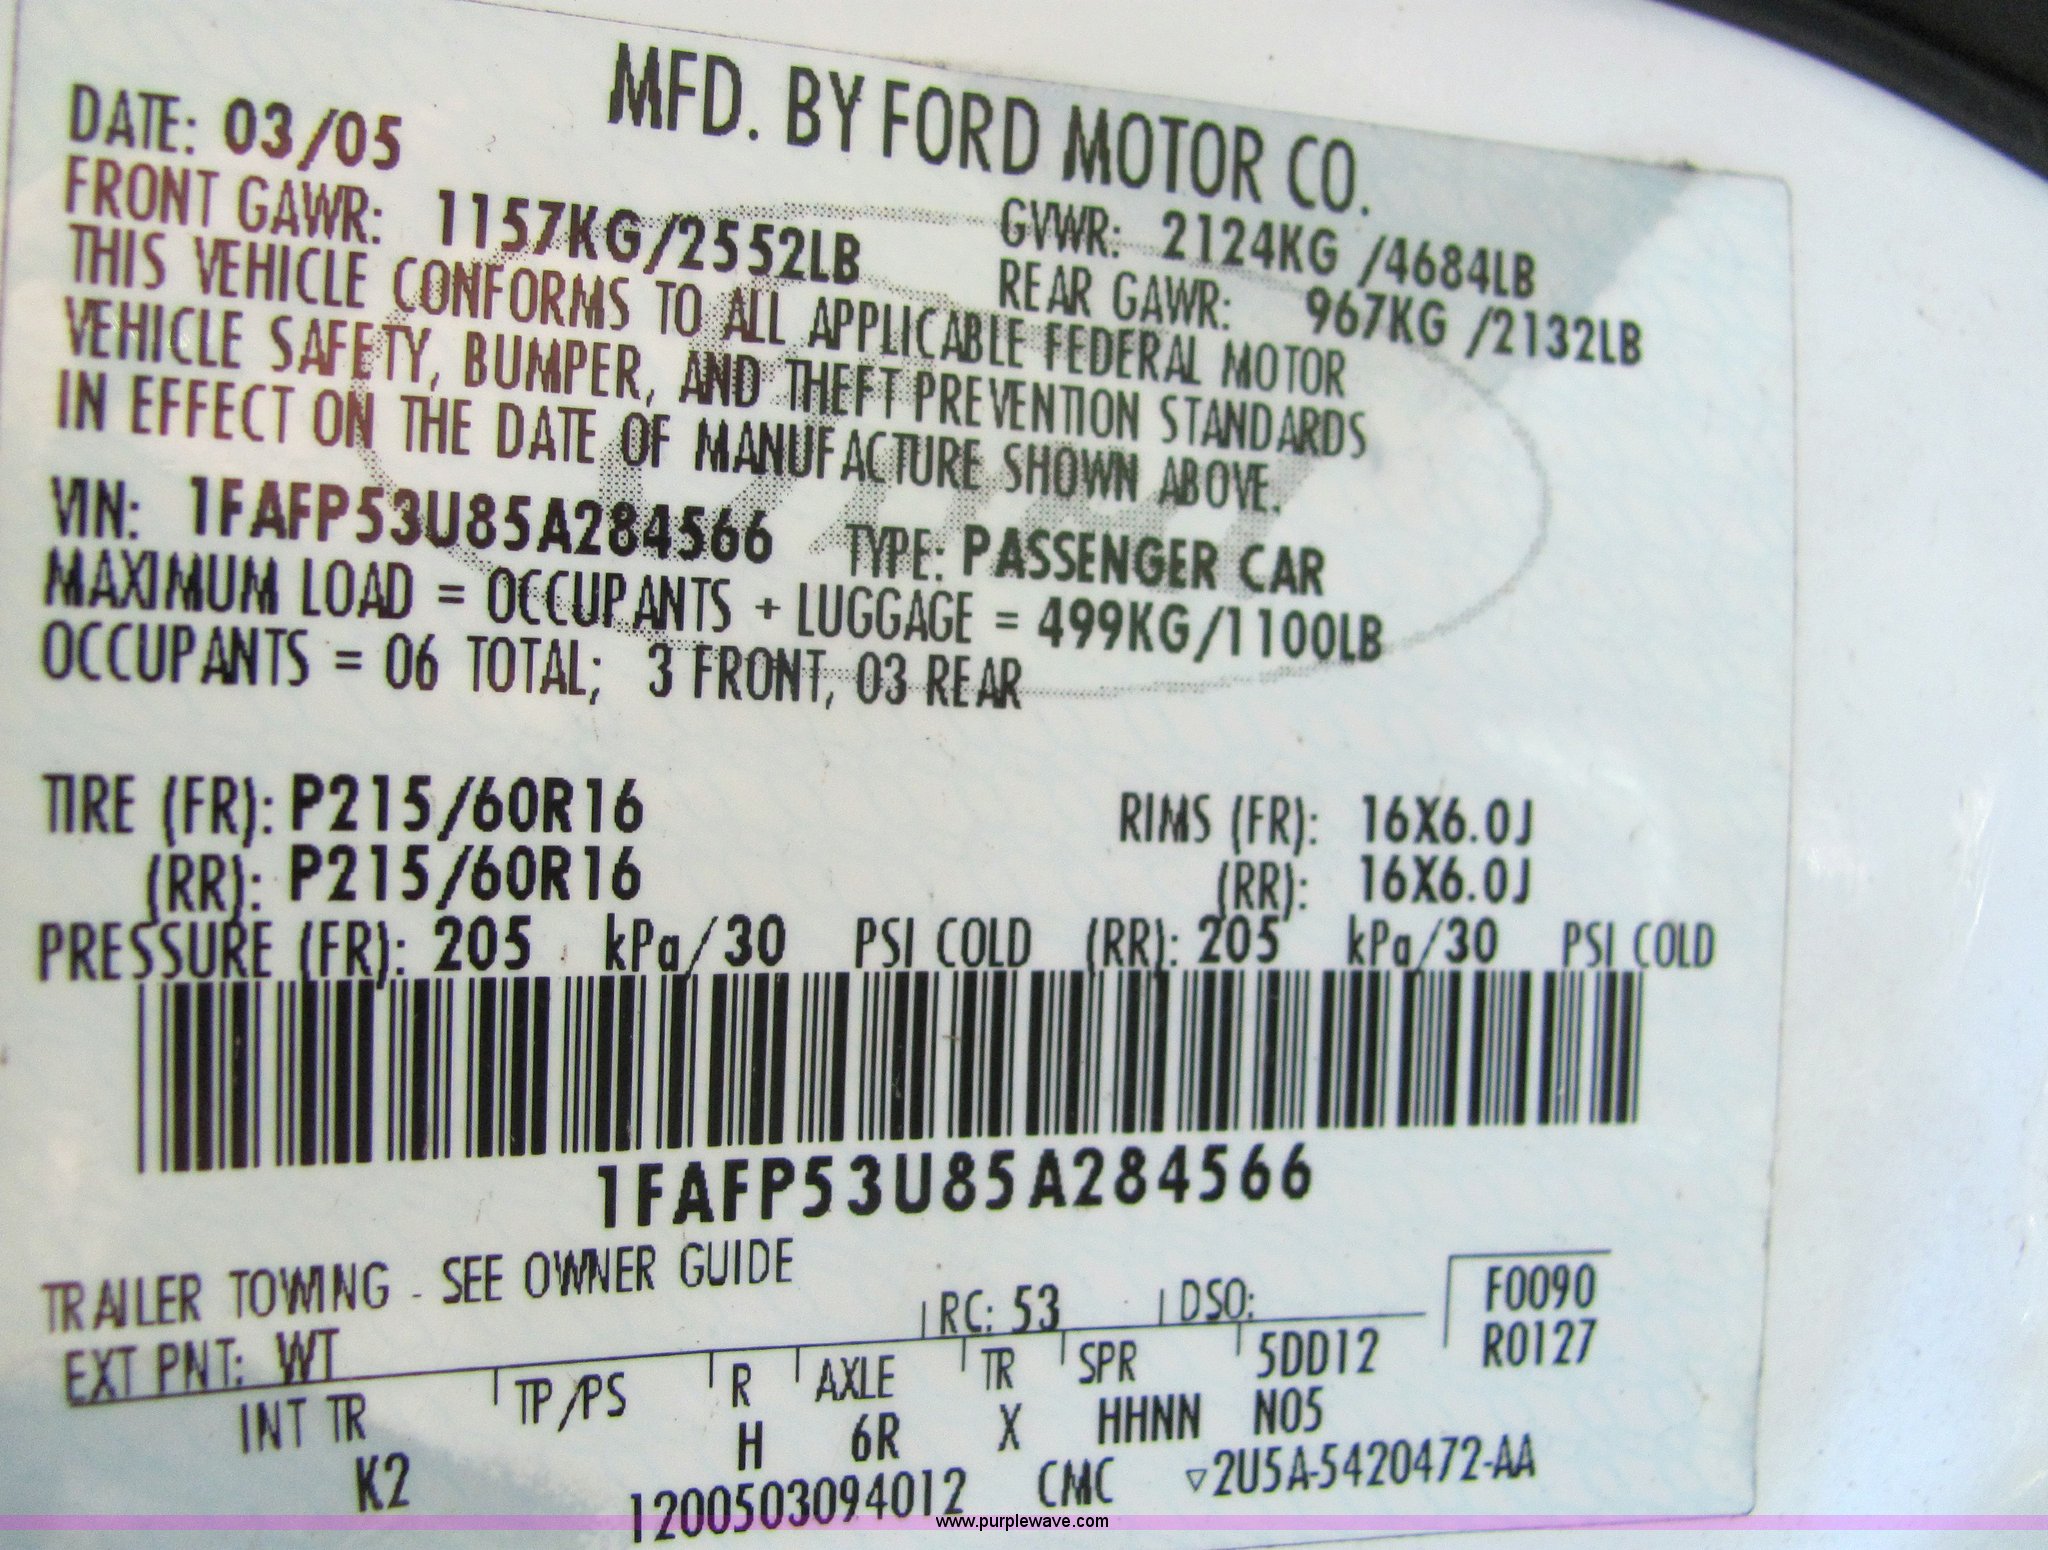 MFD. BY FORD MOTOR CO.
DATE: 03/05
GVWR: 2124KG /4684LB
FRONT GAWR: 1157KG/2552LB
REAR GAWR: 967KG /2132LB
THIS VEHICLE CONFORMS TO ALL APPLICABLE FEDERAL MOTOR
VEHICLE SAFETY, BUMPER, AND THEFT PREVENTION STANDARDS
IN EFFECT ON THE DATE OF MANUFACTURE SHOWN ABOVE.
VIN: 1FAFP53U85A284566 TYPE: PASSENGER CAR
MAXIMUM LOAD = OCCUPANTS + LUGGAGE = 499KG/1100LB
OCCUPANTS = 06 TOTAL; 3 FRONT, 03 REAR
TIRE (FR): P215/60R16 RIMS (FR): 16X6.0J
(RR): P215/60R16 (RR): 16X6.0J
PRESSURE (FR): 205 kPa/30 PSI COLD (RR): 205 kPa/30 PSI COLD
1FAFP53U85A284566
TRAILER TOWING - SEE OWNER GUIDE
EXT PNT: WT RC: 53 DSO: F0090
R0127
INT TR TP/PS R AXLE TR SPR 5DD12
K2 H 6R X HHNN N05
1200503094012 CMC ▽2U5A-5420472-AA
www.purplewave.com